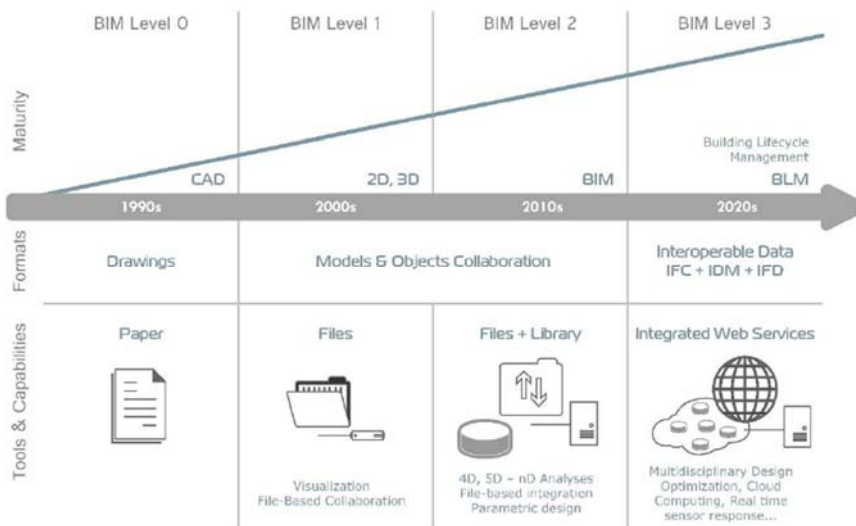 BIM Level 0
BIM Level 1
BIM Level 2
BIM Level 3
Maturity
Building Lifecycle
Management
CAD
2D, 3D
BIM
BLM
1990s
2000s
2010s
2020s
Formats
Drawings
Models & Objects Collaboration
Interoperable Data
IFC + IDM + IFD
Tools & Capabilities
Paper
Files
Files + Library
Integrated Web Services
Visualization
File-Based Collaboration
4D, 5D – nD Analyses
File-based integration
Parametric design
Multidisciplinary Design
Optimization, Cloud
Computing, Real time
sensor response...